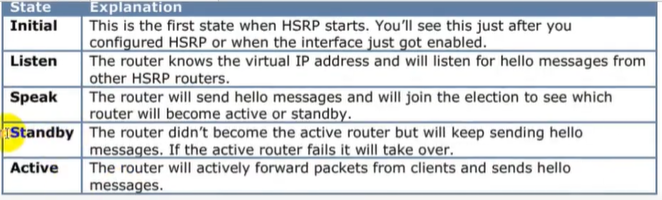 State Explanation
Initial This is the first state when HSRP starts. You'll see this just after you
configured HSRP or when the interface just got enabled.
Listen The router knows the virtual IP address and will listen for hello messages from
other HSRP routers.
Speak The router will send hello messages and will join the election to see which
router will become active or standby.
Standby The router didn't become the active router but will keep sending hello
messages. If the active router fails it will take over.
Active The router will actively forward packets from clients and sends hello
messages.